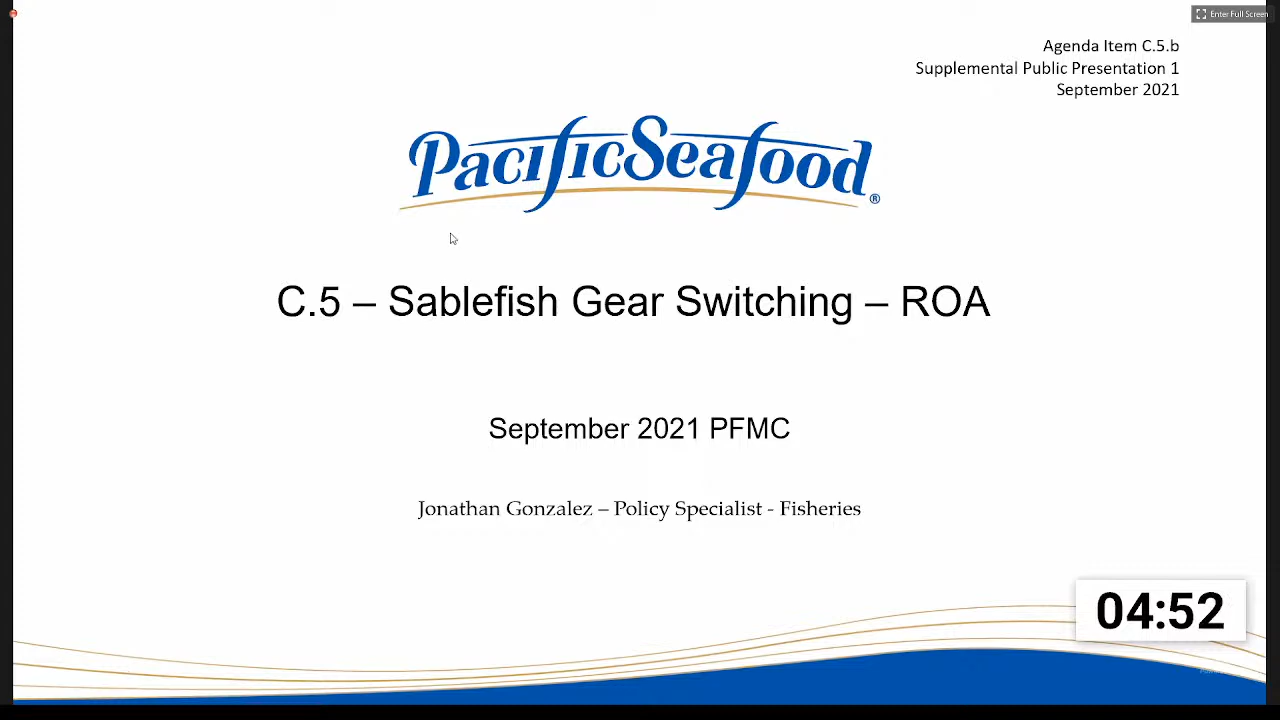 Enter Full Screen
Agenda Item C.5.b
Supplemental Public Presentation 1
September 2021
PacificSeafood®
C.5 – Sablefish Gear Switching – ROA
September 2021 PFMC
Jonathan Gonzalez – Policy Specialist - Fisheries
04:52